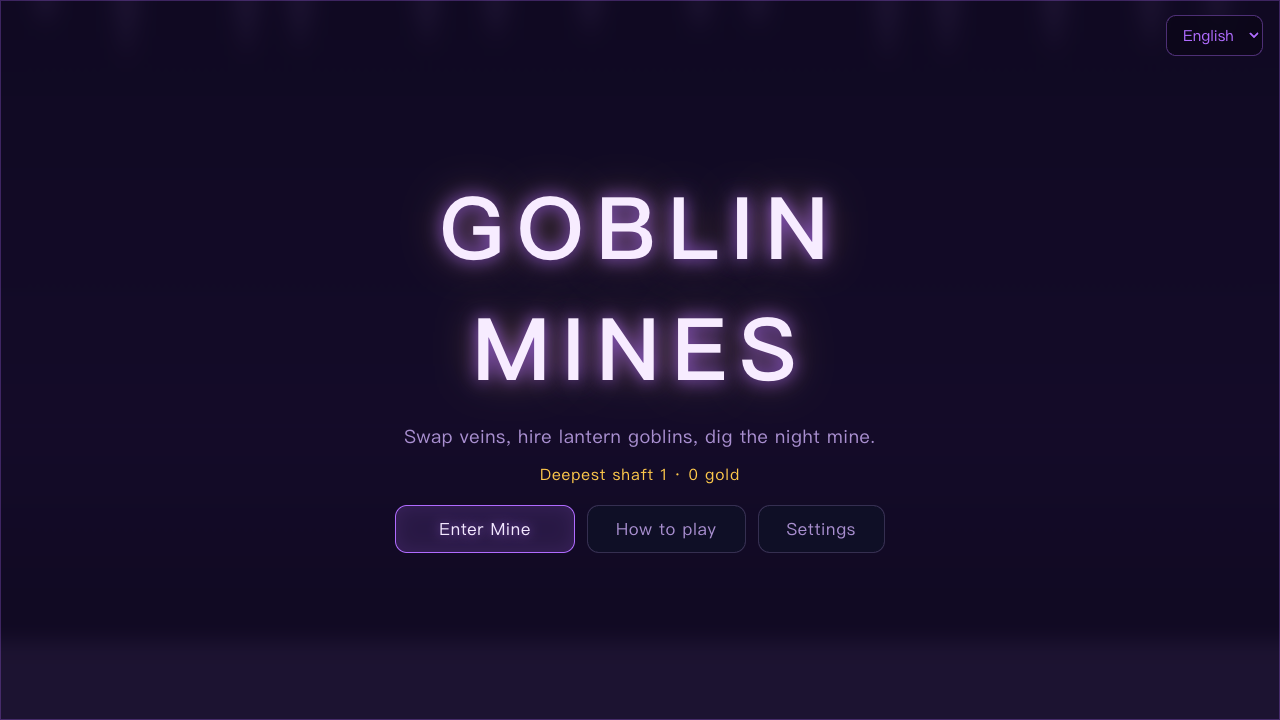 English
GOBLIN
MINES
Swap veins, hire lantern goblins, dig the night mine.
Deepest shaft 1 · 0 gold
Enter Mine
How to play
Settings